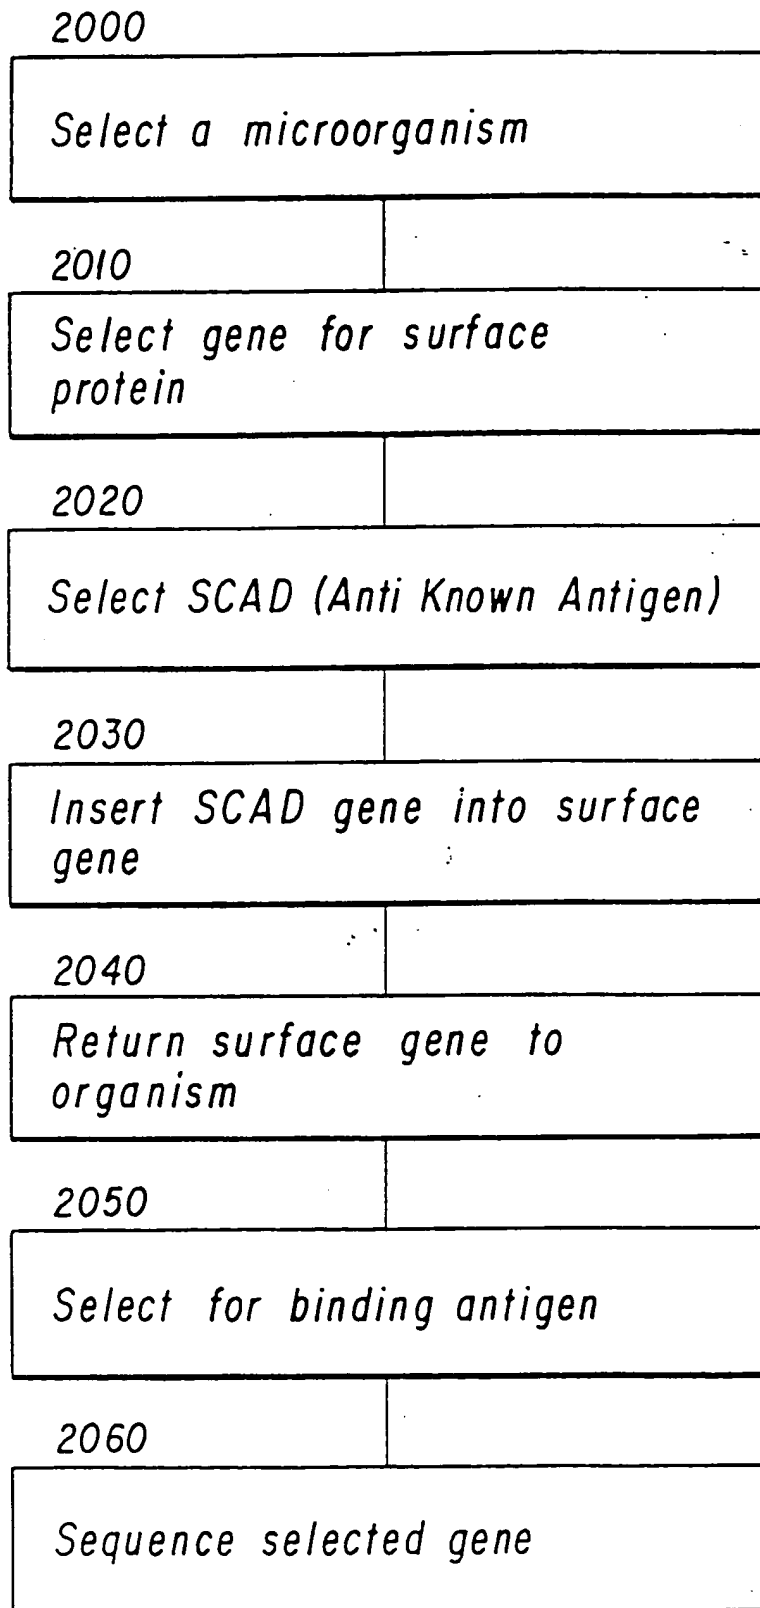 2000
Select a microorganism
2010
Select gene for surface
protein
2020
Select SCAD (Anti Known Antigen)
2030
Insert SCAD gene into surface
gene
2040
Return surface gene to
organism
2050
Select for binding antigen
2060
Sequence selected gene